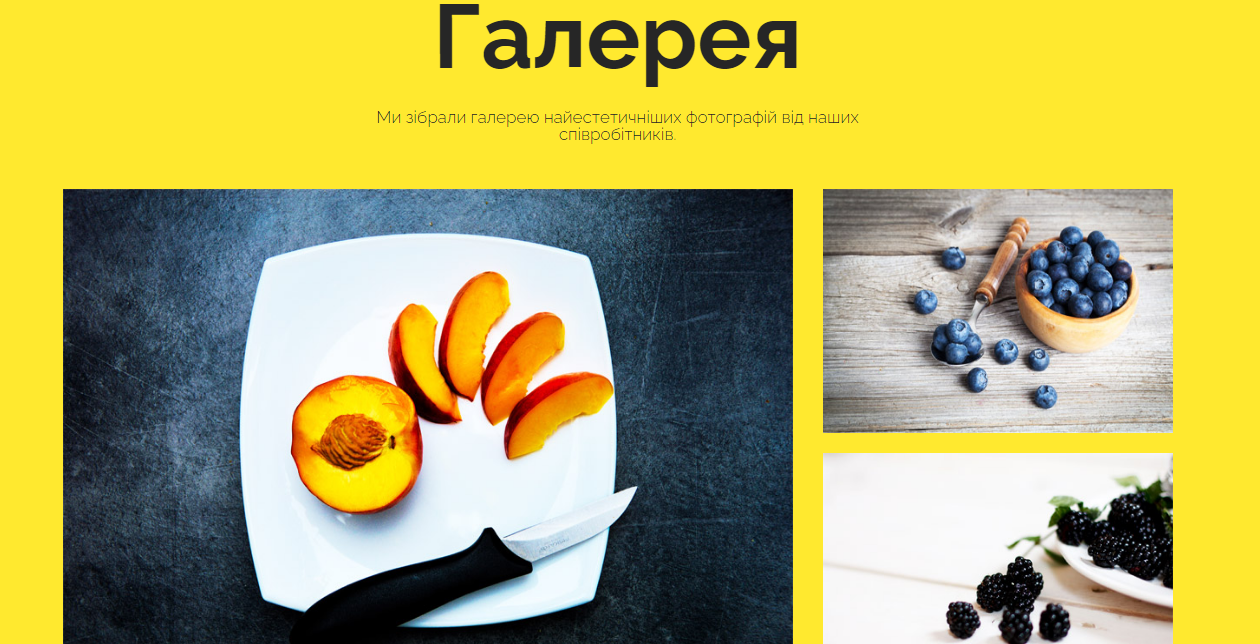 Галерея
Ми зібрали галерею найестетичніших фотографій від наших
співробітників.